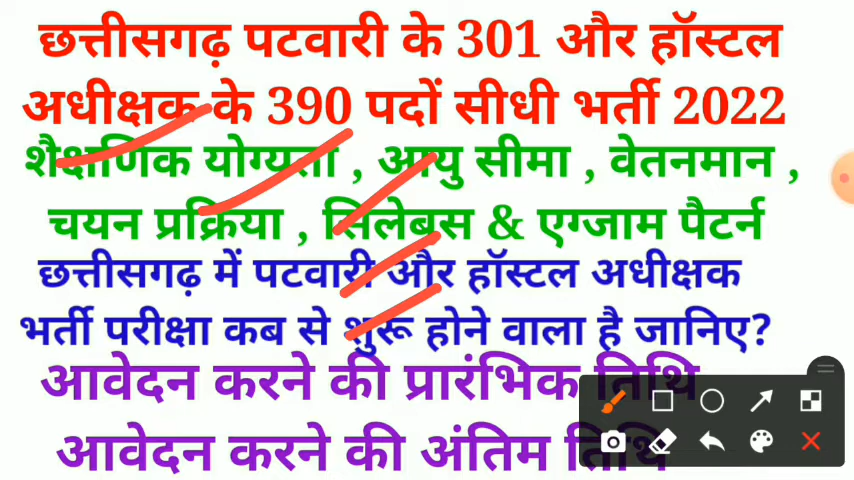 छत्तीसगढ़ पटवारी के 301 और हॉस्टल
अधीक्षक के 390 पदों सीधी भर्ती 2022
शैक्षणिक योग्यता , आयु सीमा , वेतनमान ,
चयन प्रक्रिया , सिलेबस & एग्जाम पैटर्न
छत्तीसगढ़ में पटवारी और हॉस्टल अधीक्षक
भर्ती परीक्षा कब से शुरू होने वाला है जानिए?
आवेदन करने की प्रारंभिक तिथि
आवेदन करने की अंतिम तिथि